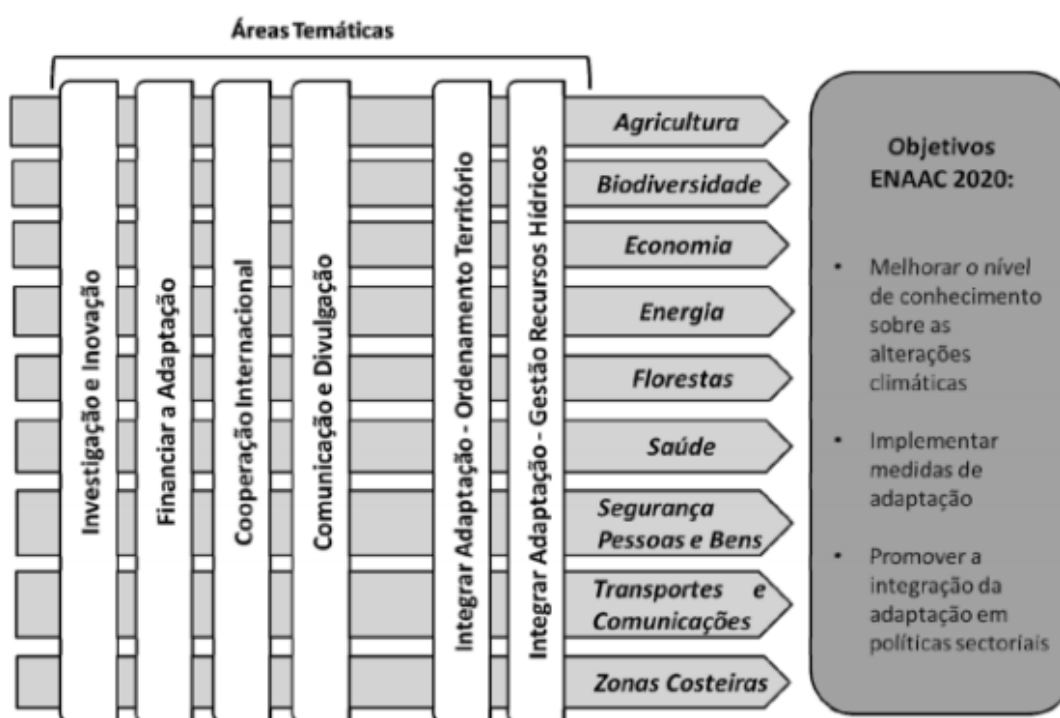 Áreas Temáticas
Investigação e Inovação
Financiar a Adaptação
Cooperação Internacional
Comunicação e Divulgação
Integrar Adaptação - Ordenamento Território
Integrar Adaptação - Gestão Recursos Hídricos
Agricultura
Biodiversidade
Economia
Energia
Florestas
Saúde
Segurança
Pessoas e Bens
Transportes e
Comunicações
Zonas Costeiras
Objetivos
ENAAC 2020:
• Melhorar o nível
de conhecimento
sobre as
alterações
climáticas
• Implementar
medidas de
adaptação
• Promover a
integração da
adaptação em
políticas sectoriais